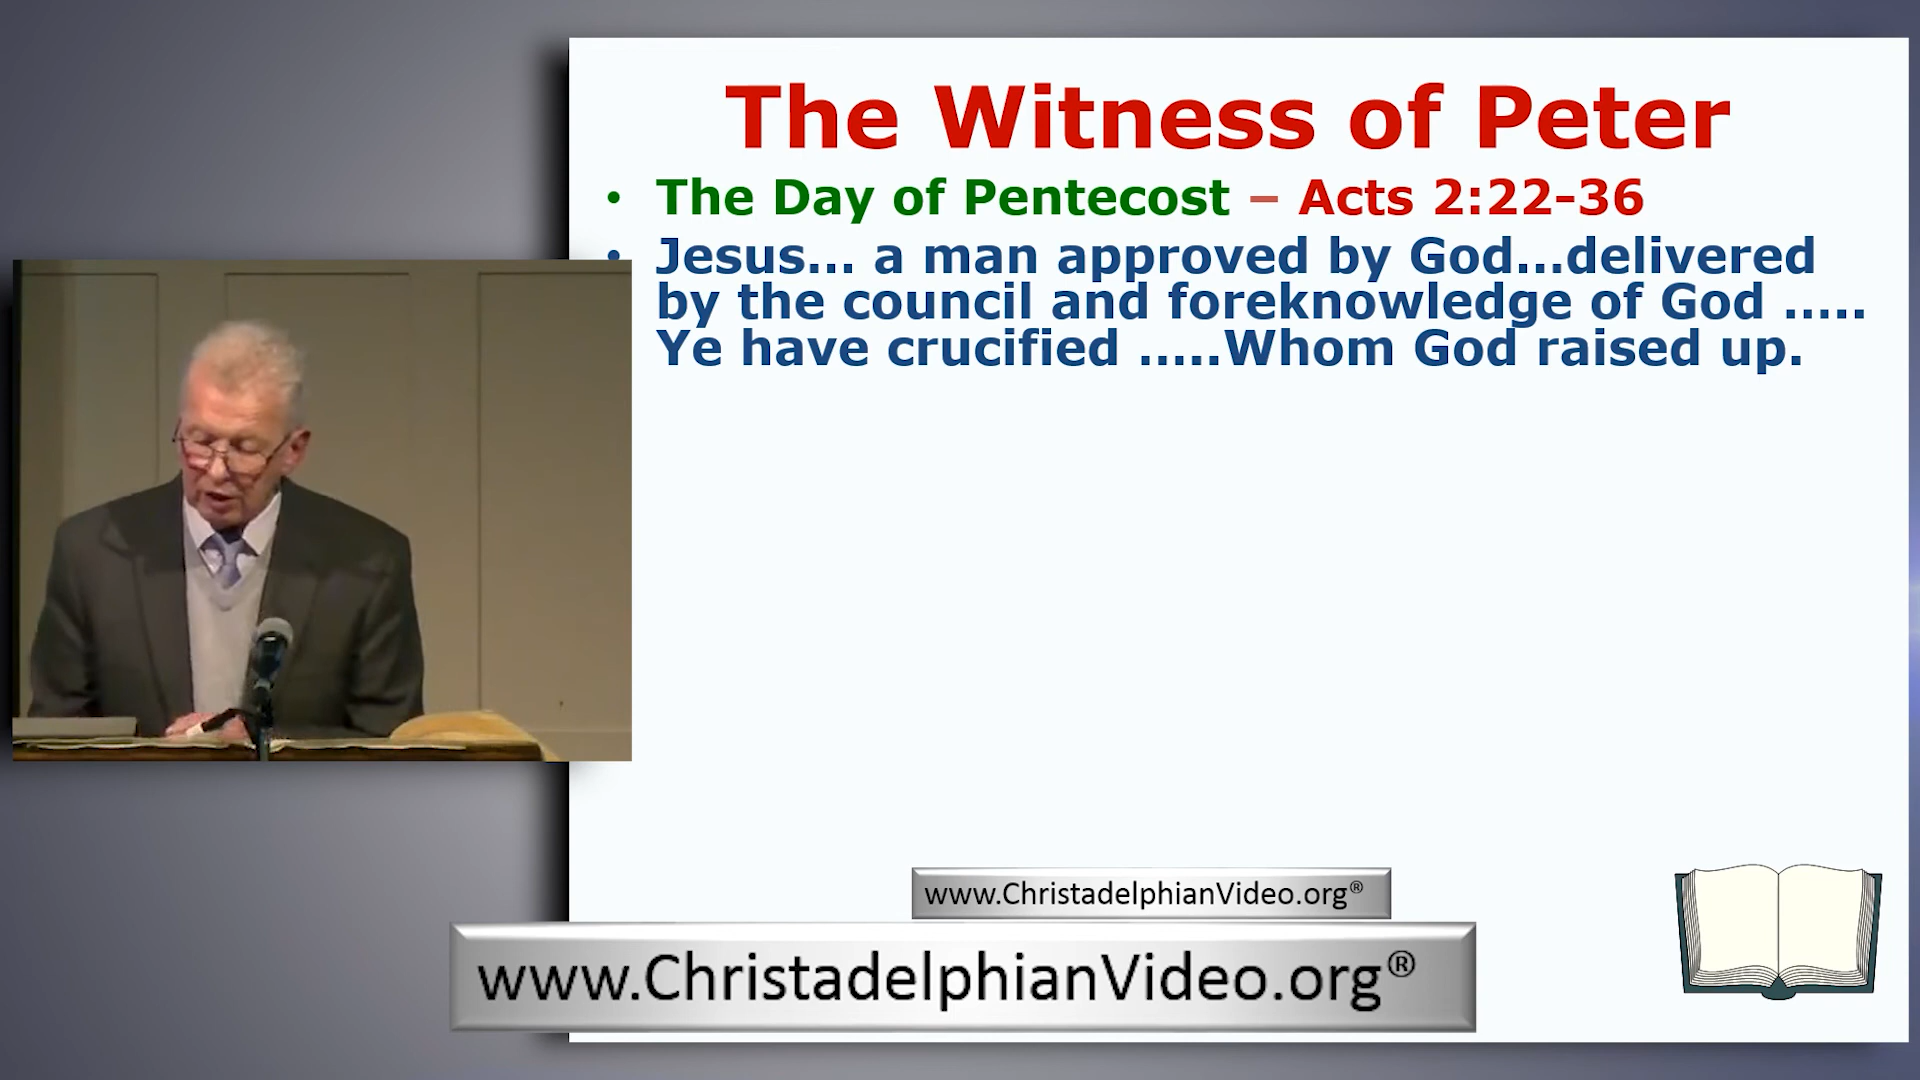 The Witness of Peter
• The Day of Pentecost – Acts 2:22-36
• Jesus… a man approved by God…delivered
by the council and foreknowledge of God …..
Ye have crucified …..Whom God raised up.
www.ChristadelphianVideo.org®
www.ChristadelphianVideo.org®